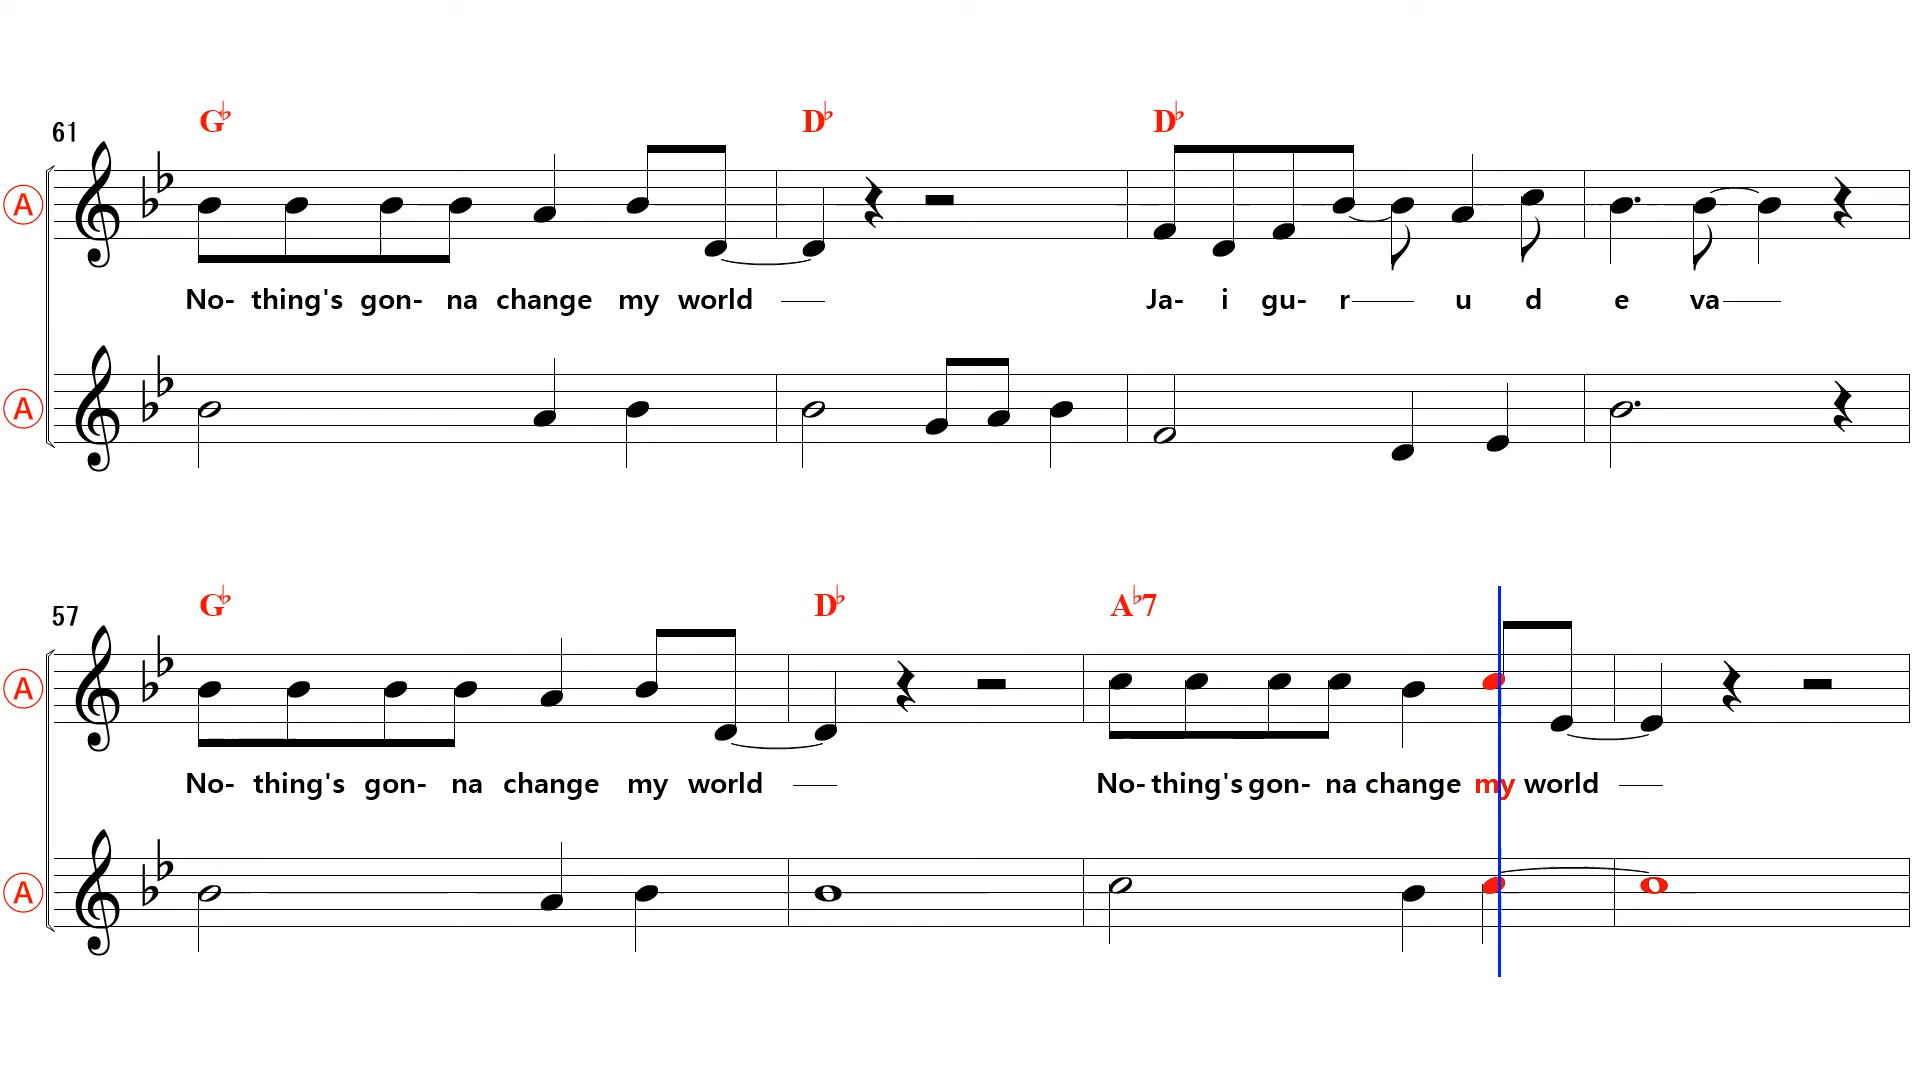 G♭ D♭ D♭
61
A
No- thing's gon- na change my world Ja- i gu- r u d e va
A
G♭ D♭ A♭7
57
A
No- thing's gon- na change my world No- thing's gon- na change my world
A